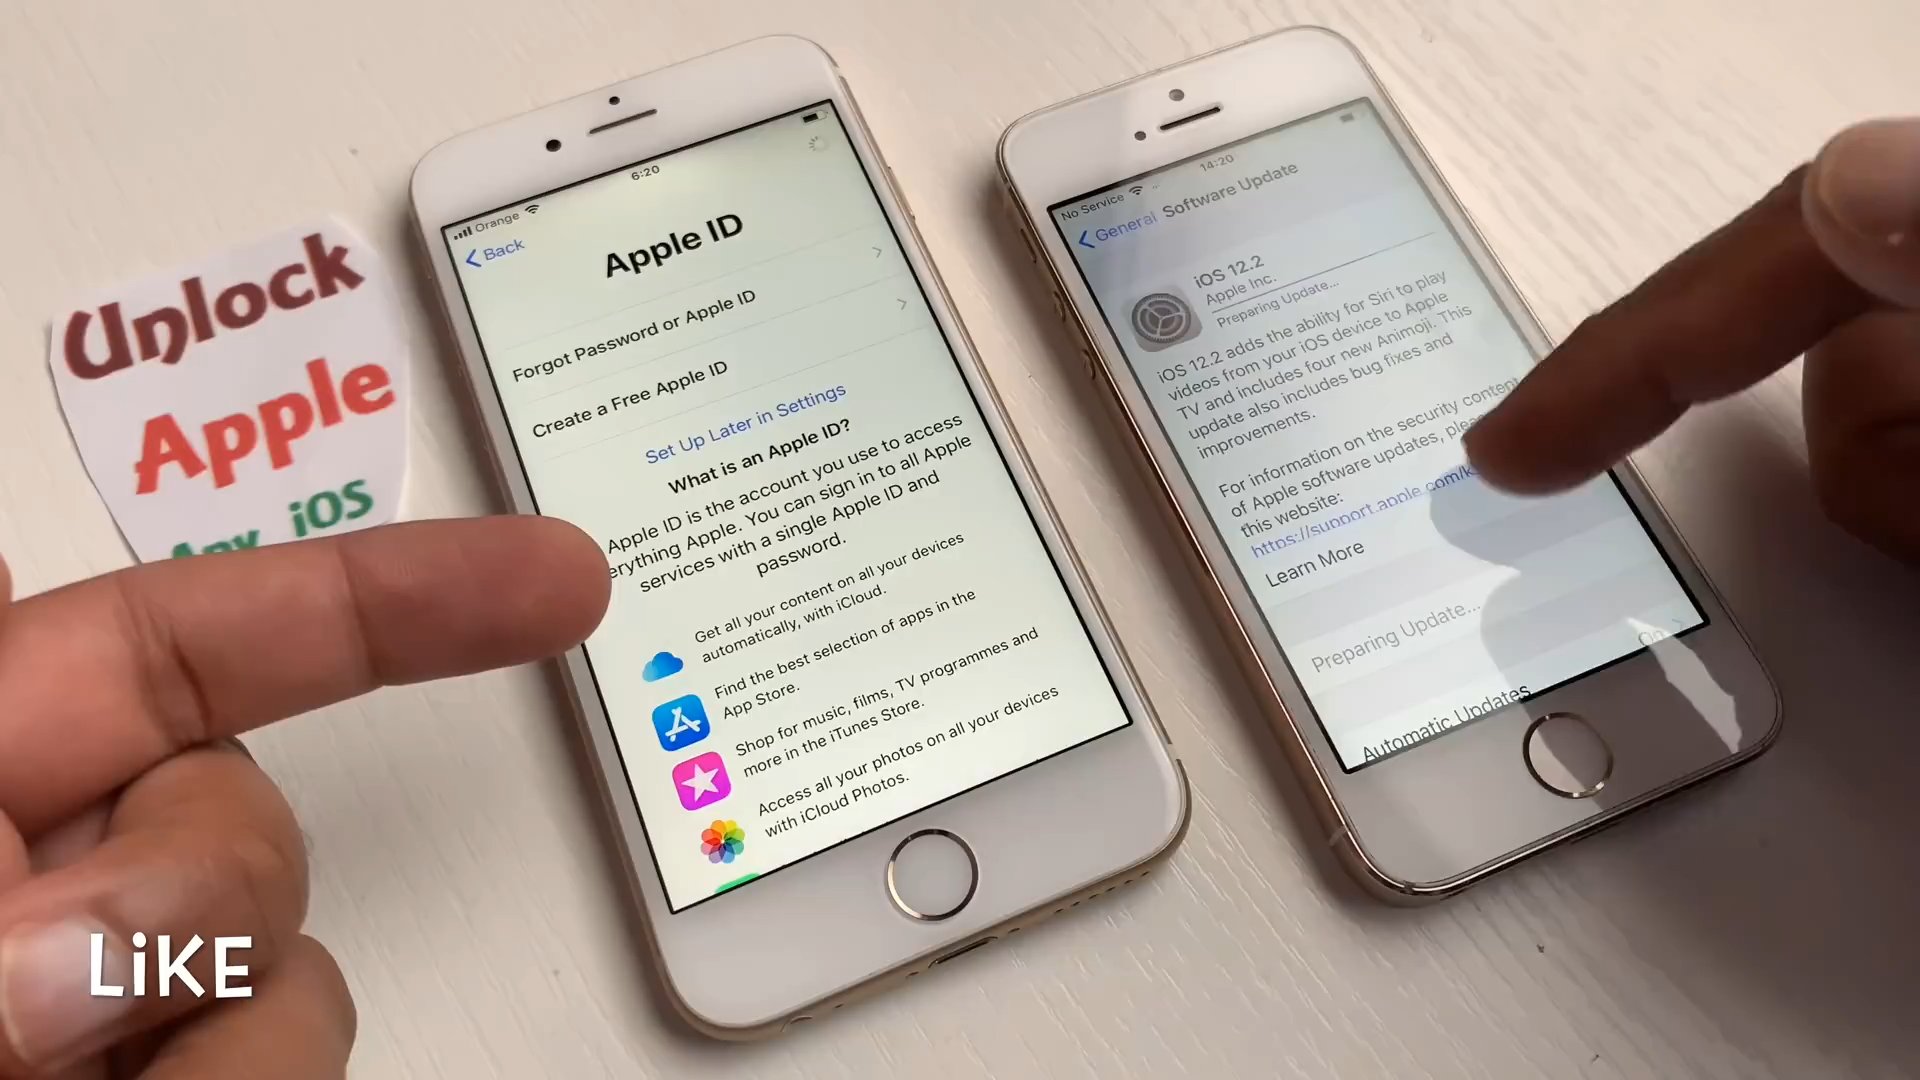 Unlock
Apple
Any iOS
LiKE
Orange
6:20
Back
Apple ID
Forgot Password or Apple ID
Create a Free Apple ID
Set Up Later in Settings
What is an Apple ID?
Apple ID is the account you use to access
erything Apple. You can sign in to all Apple
services with a single Apple ID and
password.
Get all your content on all your devices
automatically, with iCloud.
Find the best selection of apps in the
App Store.
Shop for music, films, TV programmes and
more in the iTunes Store.
Access all your photos on all your devices
with iCloud Photos.
No Service
14:20
General
Software Update
iOS 12.2
Apple Inc.
Preparing Update...
iOS 12.2 adds the ability for Siri to play
videos from your iOS device to Apple
TV and includes four new Animoji. This
update also includes bug fixes and
improvements.
For information on the security content
of Apple software updates,
this website:
https://support.apple.com/k
Learn More
Preparing Update...
Automatic Updates
On